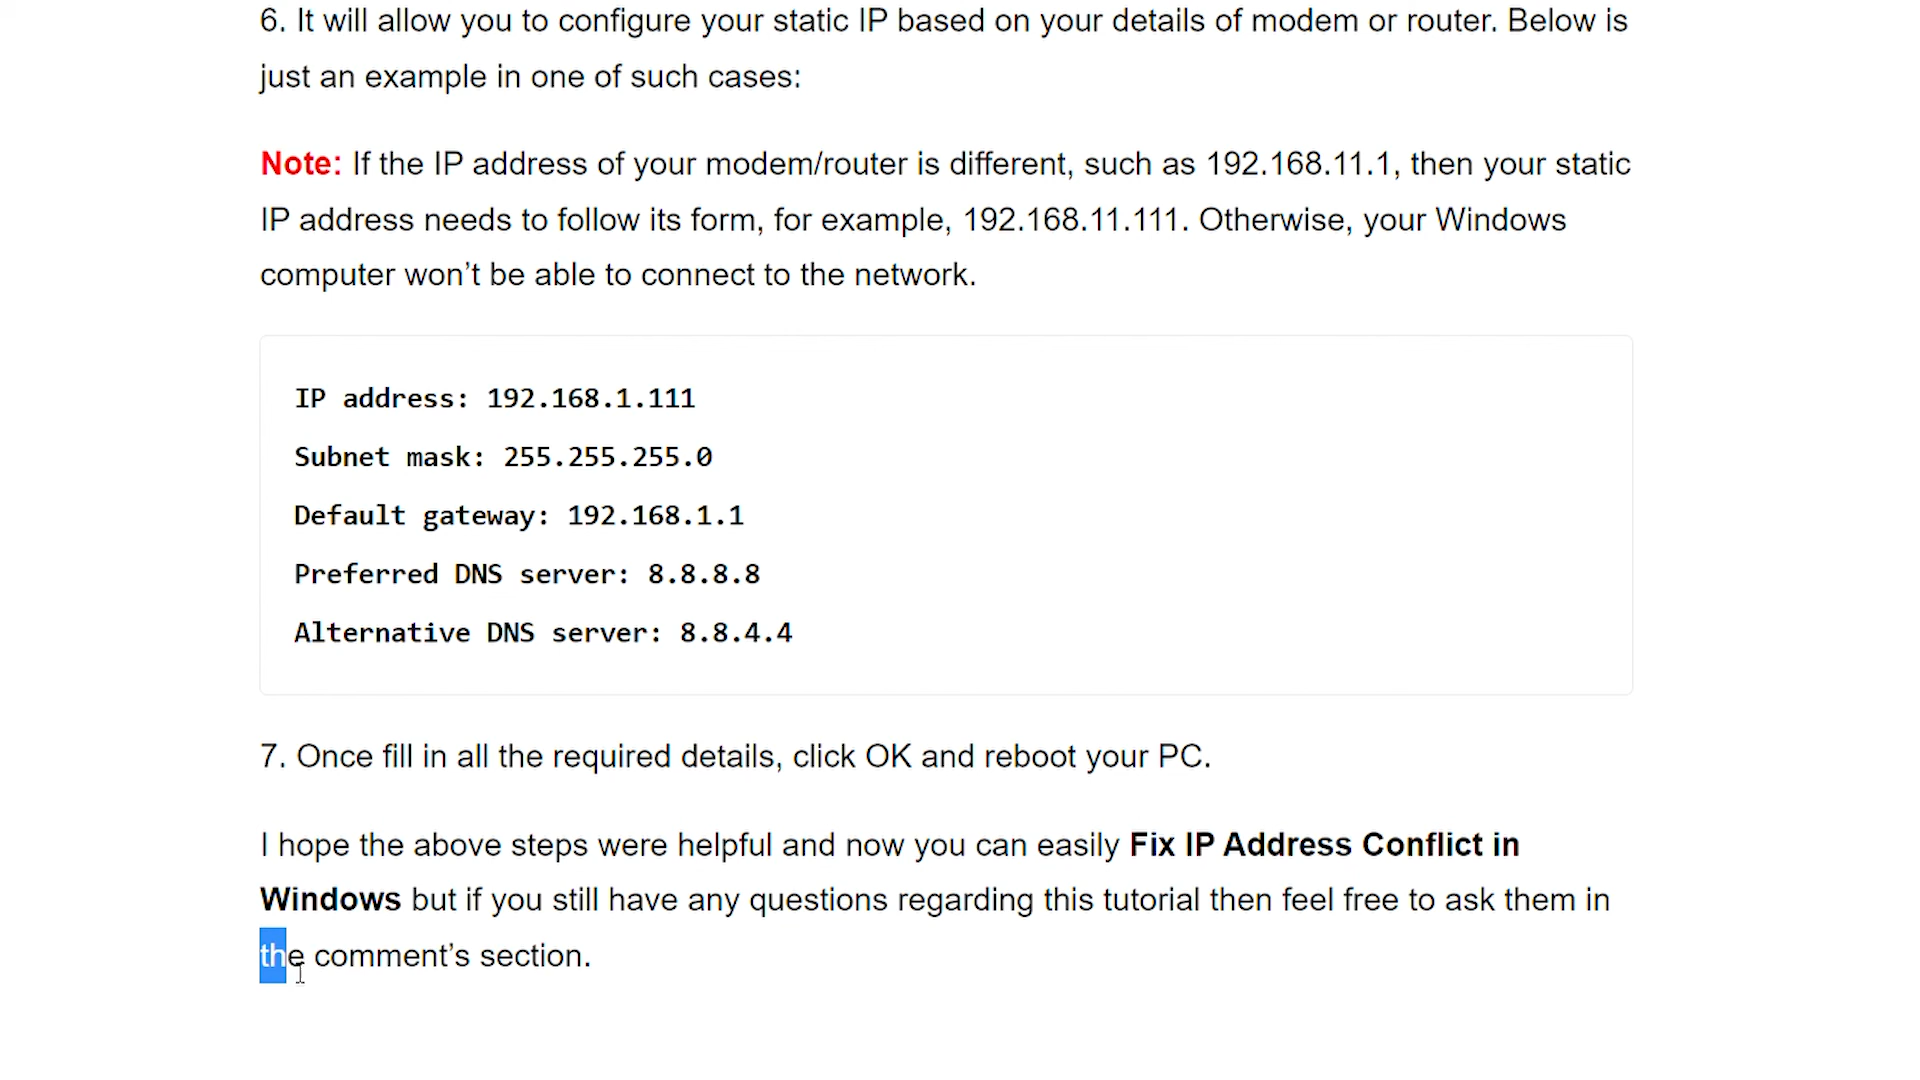 6. It will allow you to configure your static IP based on your details of modem or router. Below is
just an example in one of such cases:
Note: If the IP address of your modem/router is different, such as 192.168.11.1, then your static
IP address needs to follow its form, for example, 192.168.11.111. Otherwise, your Windows
computer won’t be able to connect to the network.
IP address: 192.168.1.111
Subnet mask: 255.255.255.0
Default gateway: 192.168.1.1
Preferred DNS server: 8.8.8.8
Alternative DNS server: 8.8.4.4
7. Once fill in all the required details, click OK and reboot your PC.
I hope the above steps were helpful and now you can easily Fix IP Address Conflict in
Windows but if you still have any questions regarding this tutorial then feel free to ask them in
the comment’s section.